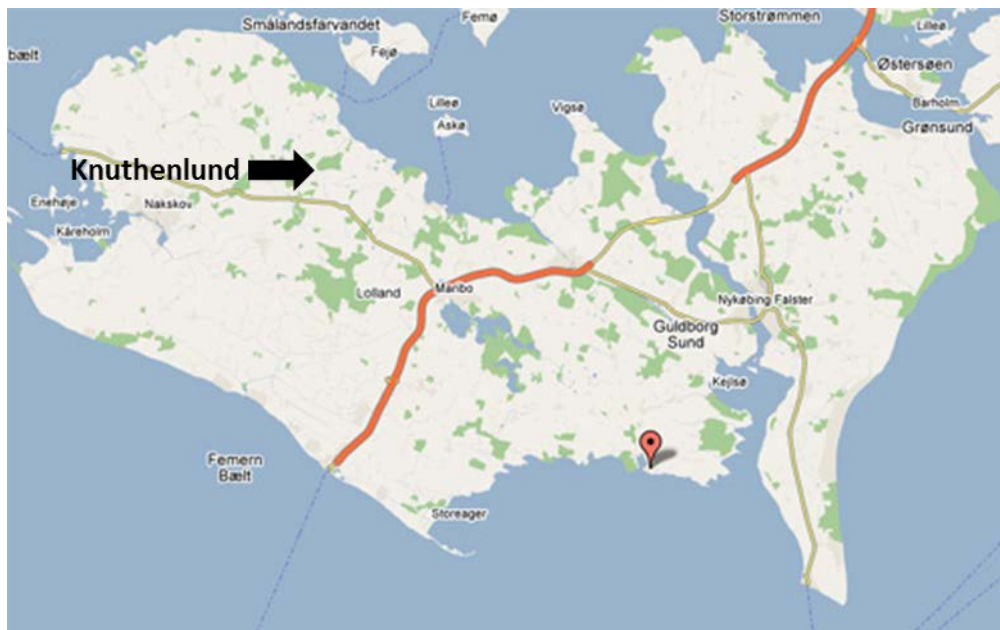 Smålandsfarvandet
Femø
Storstrømmen
Lilleø
bælt
Fejø
Østersøen
Lilleø
Askø
Vigsø
Barholm
Grønsund
Knuthenlund
Enehøje
Nakskov
Kåreholm
Lolland
Maribo
Nykøbing Falster
Guldborg
Sund
Kejlsø
Femern
Bælt
Storeager